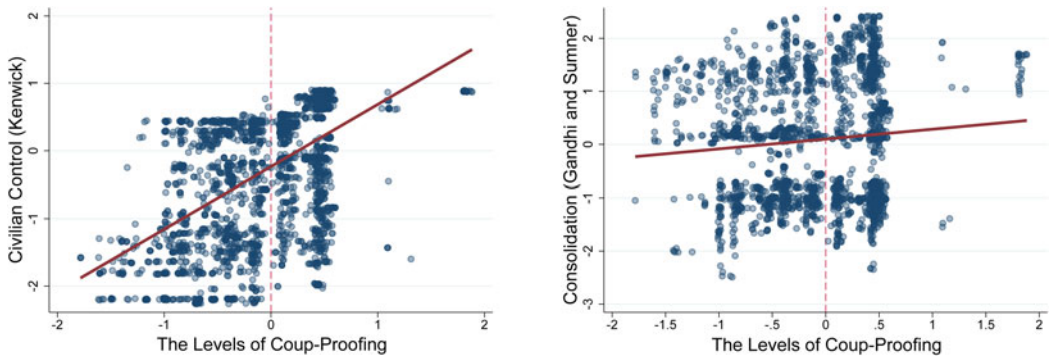 Civilian Control (Kenwick)
2
1
0
-1
-2
-2 -1 0 1 2
The Levels of Coup-Proofing
Consolidation (Gandhi and Sumner)
2
1
0
-1
-2
-3
-2 -1.5 -1 -.5 0 .5 1 1.5 2
The Levels of Coup-Proofing